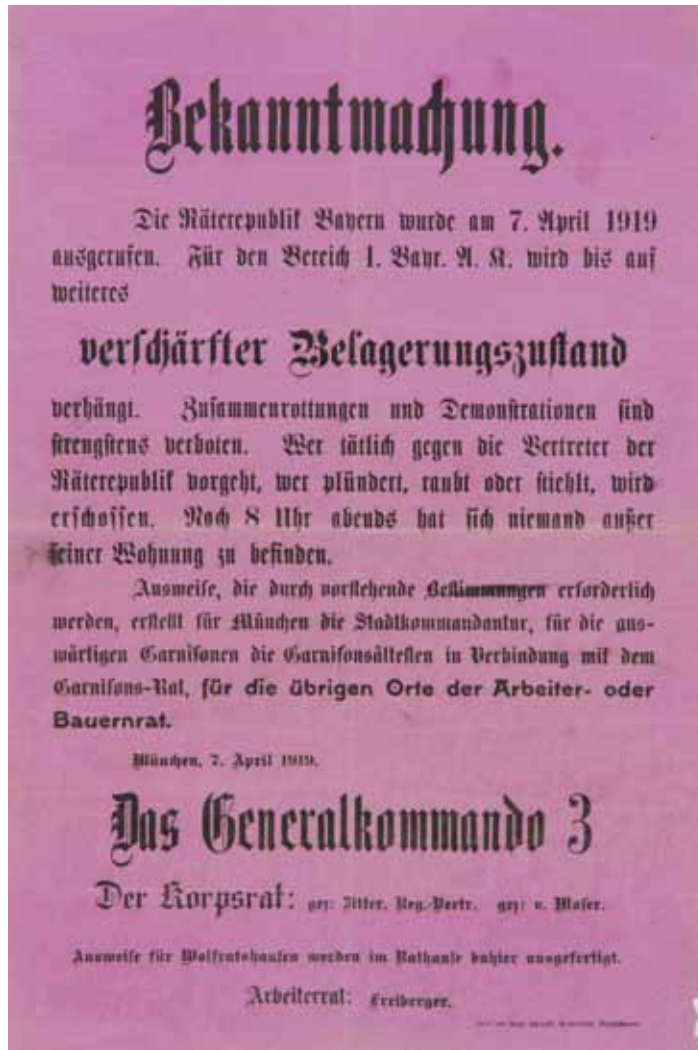 Bekanntmachung.
Die Räterepublik Bayern wurde am 7. April 1919
ausgerufen. Für den Bereich I. Bayr. A. K. wird bis auf
weiteres
verschärfter Belagerungszustand
verhängt. Zusammenrottungen und Demonstrationen sind
strengstens verboten. Wer tätlich gegen die Vertreter der
Räterepublik vorgeht, wer plündert, raubt oder stiehlt, wird
erschossen. Nach 8 Uhr abends hat sich niemand außer
seiner Wohnung zu befinden.
Ausweise, die durch vorstehende Bestimmungen erforderlich
werden, erstellt für München die Stadtkommandantur, für die aus-
wärtigen Garnisonen die Garnisonsältesten in Verbindung mit dem
Garnisons-Rat, für die übrigen Orte der Arbeiter- oder
Bauernrat.
München, 7. April 1919.
Das Generalkommando 3
Der Korpsrat: gez: Zitter, Reg.-Vertr. gez: v. Moser.
Ausweise für Wolfratshausen werden im Rathause dahier ausgefertigt.
Arbeiterrat: Freiberger.